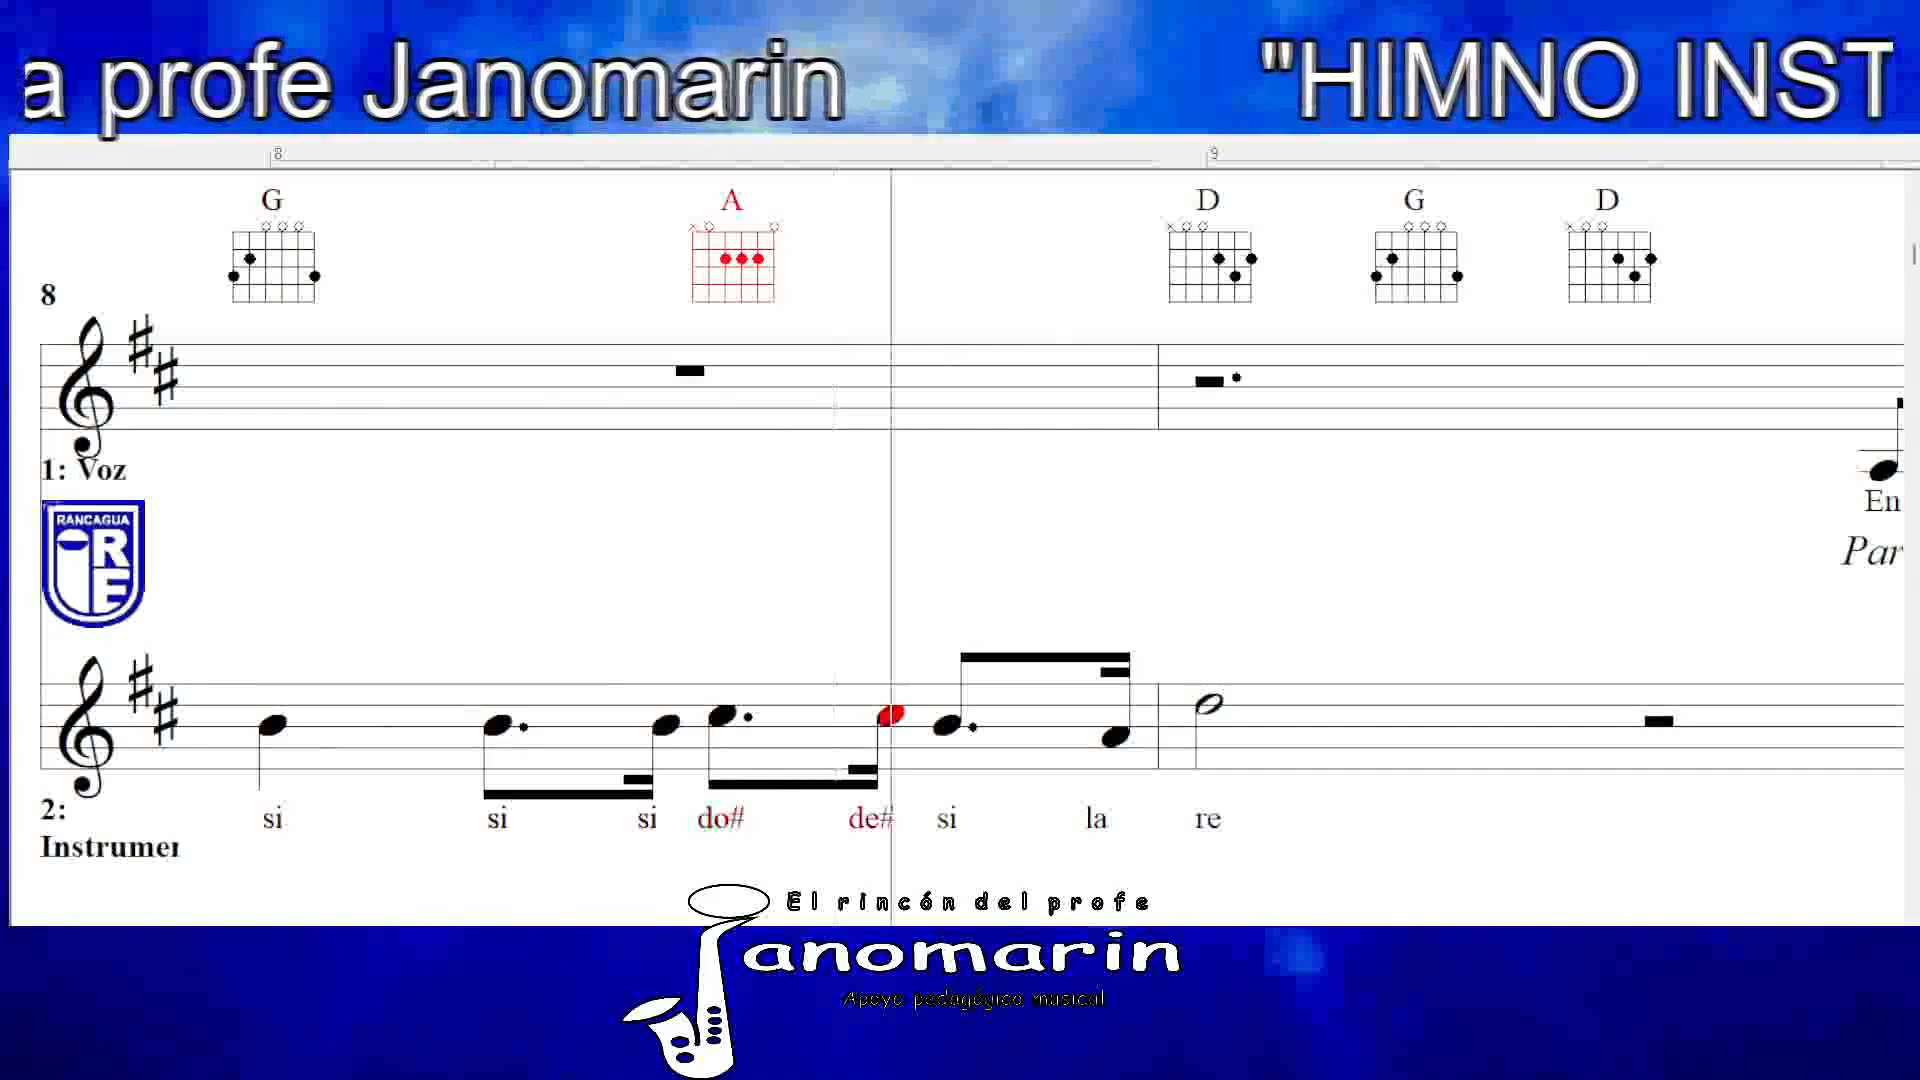 a profe Janomarin "HIMNO INST
8 9
G A D G D
8
1: Voz
En
RANCAGUA
RE
Par
si si si do# de# si la re
2:
Instrumen
El rincón del profe
Janomarin
Apoyo pedagógico musical